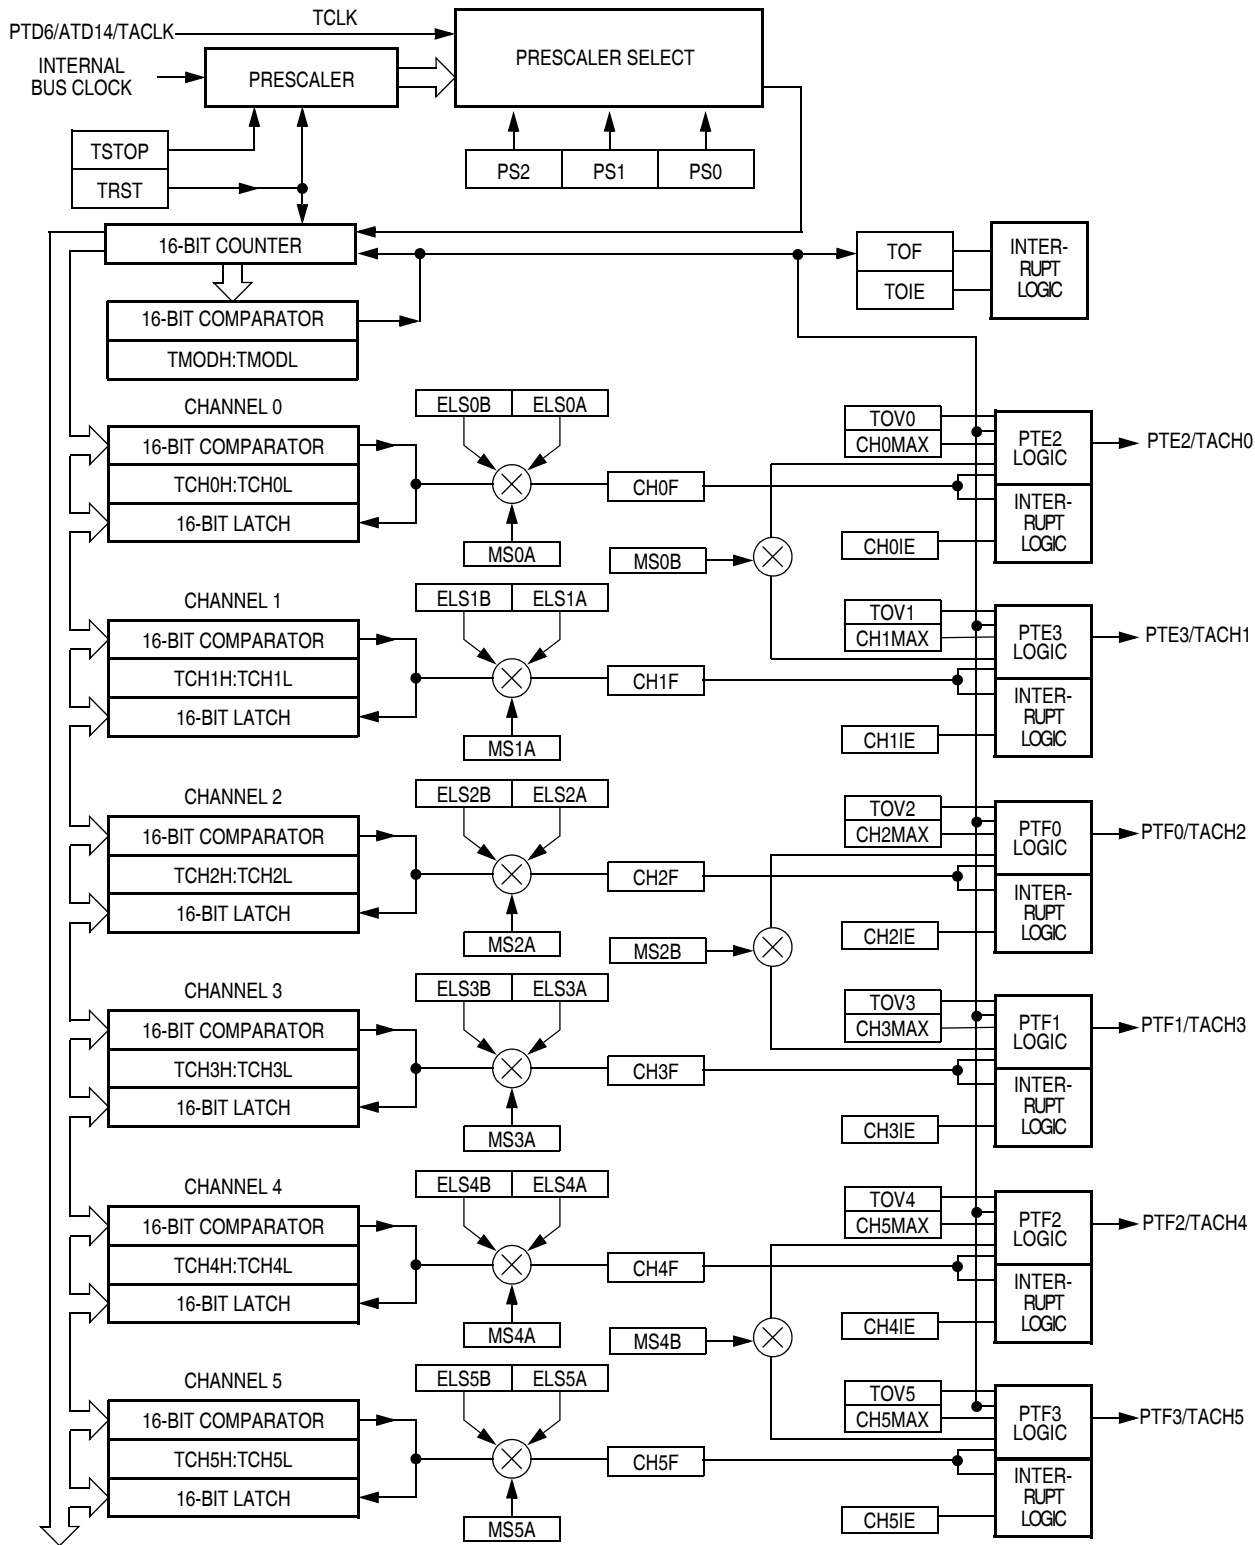 TCLK
PTD6/ATD14/TACLK
PRESCALER SELECT
INTERNAL
BUS CLOCK
PRESCALER
TSTOP
TRST
PS2
PS1
PS0
16-BIT COUNTER
TOF
TOIE
INTER-
RUPT
LOGIC
16-BIT COMPARATOR
TMODH:TMODL
CHANNEL 0
16-BIT COMPARATOR
TCH0H:TCH0L
16-BIT LATCH
ELS0B
ELS0A
MS0A
CH0F
MS0B
TOV0
CH0MAX
CH0IE
PTE2
LOGIC
INTER-
RUPT
LOGIC
PTE2/TACH0
CHANNEL 1
16-BIT COMPARATOR
TCH1H:TCH1L
16-BIT LATCH
ELS1B
ELS1A
MS1A
CH1F
TOV1
CH1MAX
CH1IE
PTE3
LOGIC
INTER-
RUPT
LOGIC
PTE3/TACH1
CHANNEL 2
16-BIT COMPARATOR
TCH2H:TCH2L
16-BIT LATCH
ELS2B
ELS2A
MS2A
CH2F
MS2B
TOV2
CH2MAX
CH2IE
PTF0
LOGIC
INTER-
RUPT
LOGIC
PTF0/TACH2
CHANNEL 3
16-BIT COMPARATOR
TCH3H:TCH3L
16-BIT LATCH
ELS3B
ELS3A
MS3A
CH3F
TOV3
CH3MAX
CH3IE
PTF1
LOGIC
INTER-
RUPT
LOGIC
PTF1/TACH3
CHANNEL 4
16-BIT COMPARATOR
TCH4H:TCH4L
16-BIT LATCH
ELS4B
ELS4A
MS4A
CH4F
MS4B
TOV4
CH5MAX
CH4IE
PTF2
LOGIC
INTER-
RUPT
LOGIC
PTF2/TACH4
CHANNEL 5
16-BIT COMPARATOR
TCH5H:TCH5L
16-BIT LATCH
ELS5B
ELS5A
MS5A
CH5F
TOV5
CH5MAX
CH5IE
PTF3
LOGIC
INTER-
RUPT
LOGIC
PTF3/TACH5